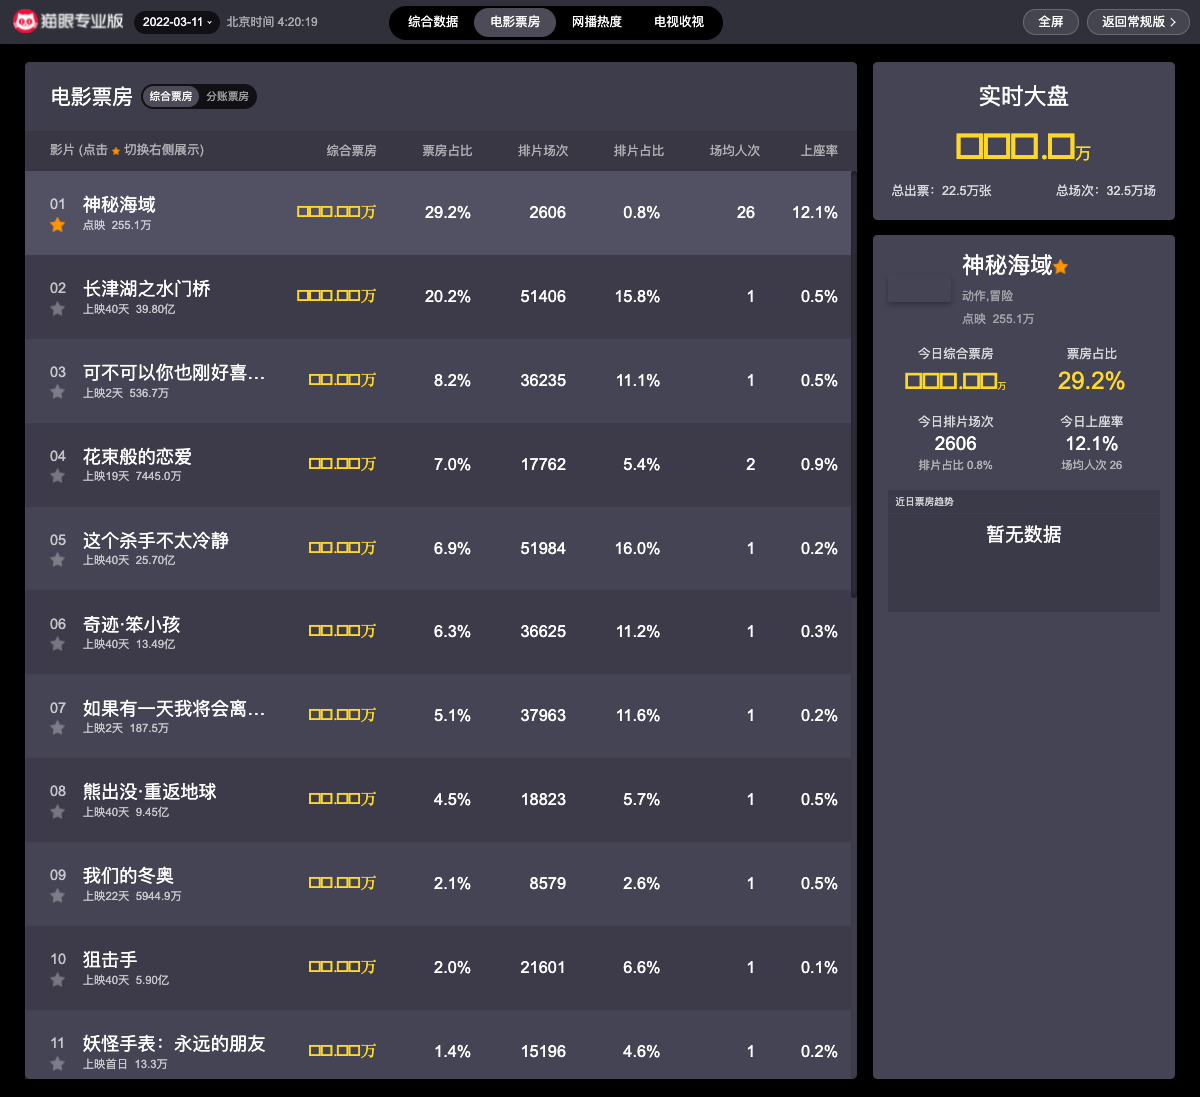 猫眼专业版 2022-03-11 北京时间 4:20:19 综合数据 电影票房 网播热度 电视收视 全屏 返回常规版
电影票房 综合票房 分账票房
影片 (点击 ★ 切换右侧展示) 综合票房 票房占比 排片场次 排片占比 场均人次 上座率
01 神秘海域 □□□.□□万 29.2% 2606 0.8% 26 12.1%
点映 255.1万
02 长津湖之水门桥 □□□.□□万 20.2% 51406 15.8% 1 0.5%
上映40天 39.80亿
03 可不可以你也刚好喜... □□.□□万 8.2% 36235 11.1% 1 0.5%
上映2天 536.7万
04 花束般的恋爱 □□.□□万 7.0% 17762 5.4% 2 0.9%
上映19天 7445.0万
05 这个杀手不太冷静 □□.□□万 6.9% 51984 16.0% 1 0.2%
上映40天 25.70亿
06 奇迹·笨小孩 □□.□□万 6.3% 36625 11.2% 1 0.3%
上映40天 13.49亿
07 如果有一天我将会离... □□.□□万 5.1% 37963 11.6% 1 0.2%
上映2天 187.5万
08 熊出没·重返地球 □□.□□万 4.5% 18823 5.7% 1 0.5%
上映40天 9.45亿
09 我们的冬奥 □□.□□万 2.1% 8579 2.6% 1 0.5%
上映22天 5944.9万
10 狙击手 □□.□□万 2.0% 21601 6.6% 1 0.1%
上映40天 5.90亿
11 妖怪手表：永远的朋友 □□.□□万 1.4% 15196 4.6% 1 0.2%
上映首日 13.3万
实时大盘
□□□.□万
总出票：22.5万张 总场次：32.5万场
神秘海域
动作,冒险
点映 255.1万
今日综合票房 票房占比
□□□.□□万 29.2%
今日排片场次 今日上座率
2606 12.1%
排片占比 0.8% 场均人次 26
近日票房趋势
暂无数据